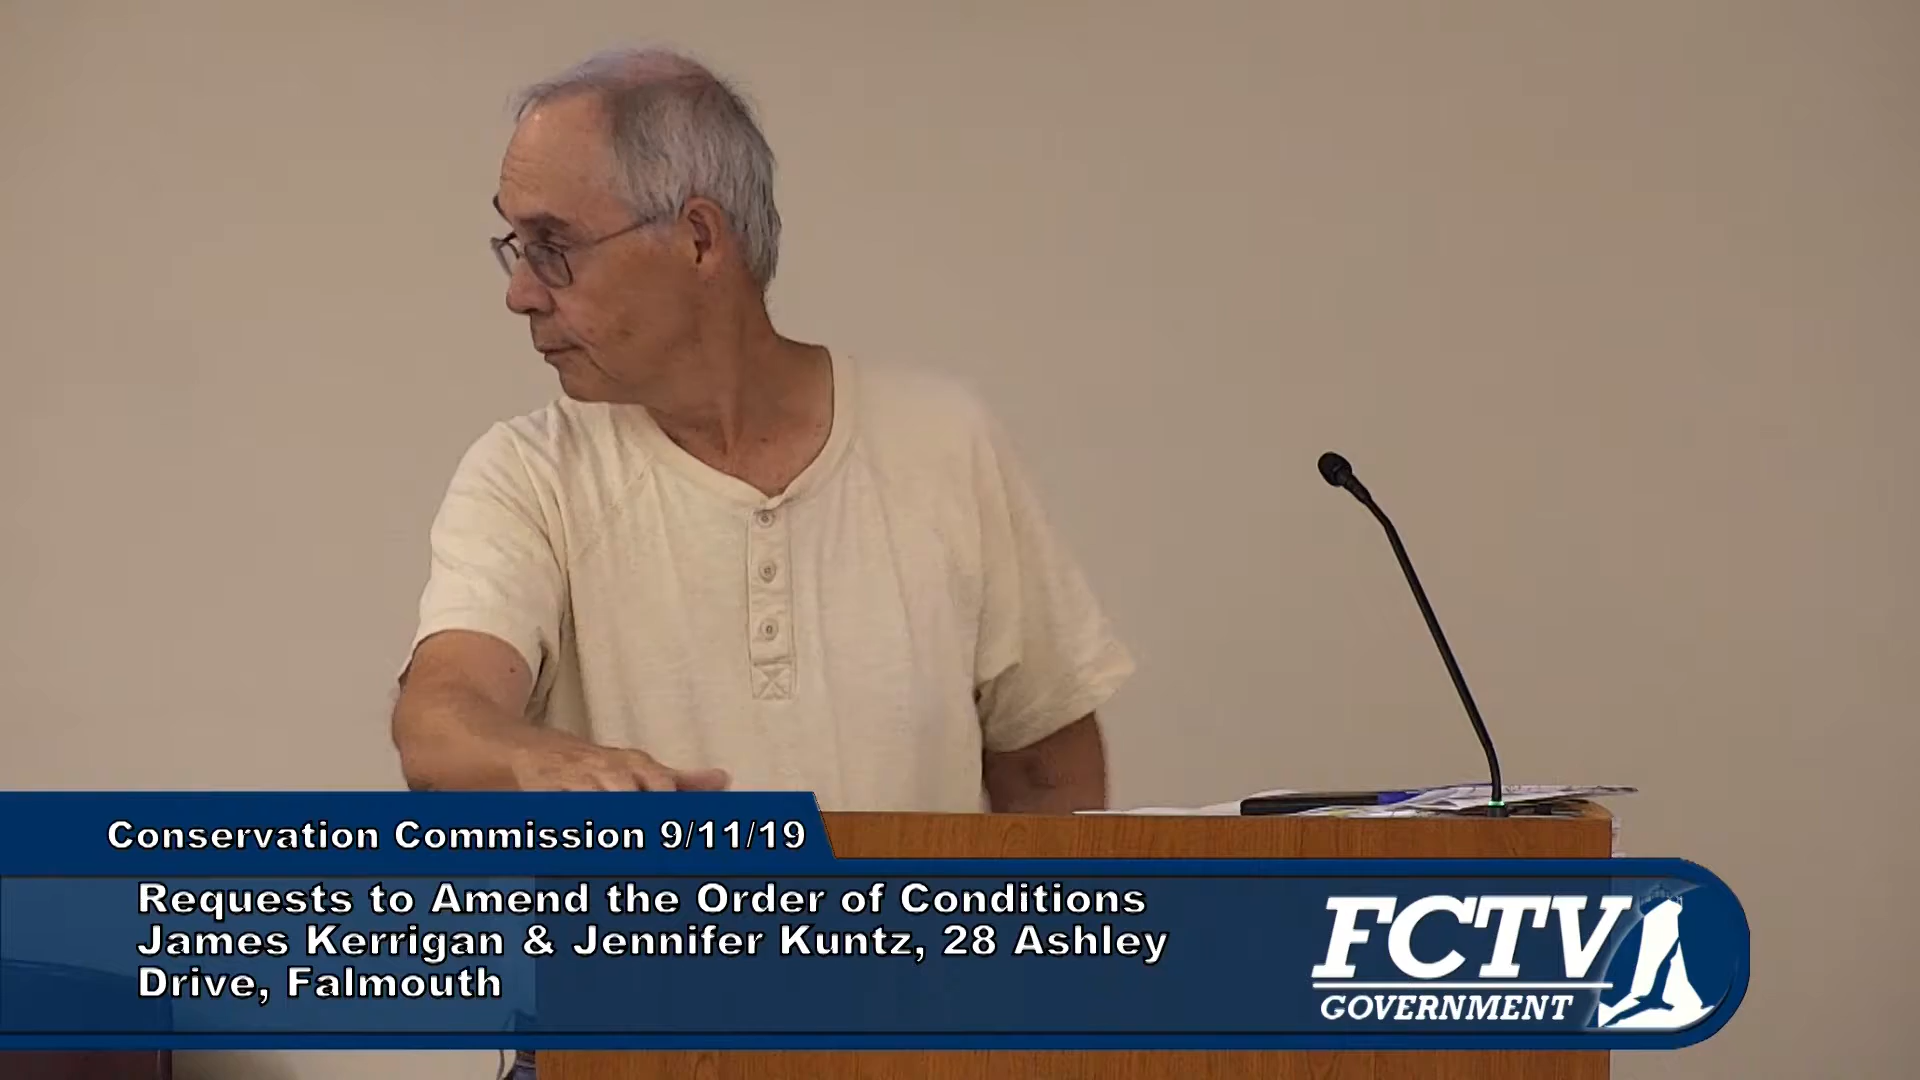 Conservation Commission 9/11/19
Requests to Amend the Order of Conditions
James Kerrigan & Jennifer Kuntz, 28 Ashley
Drive, Falmouth
FCTV
GOVERNMENT